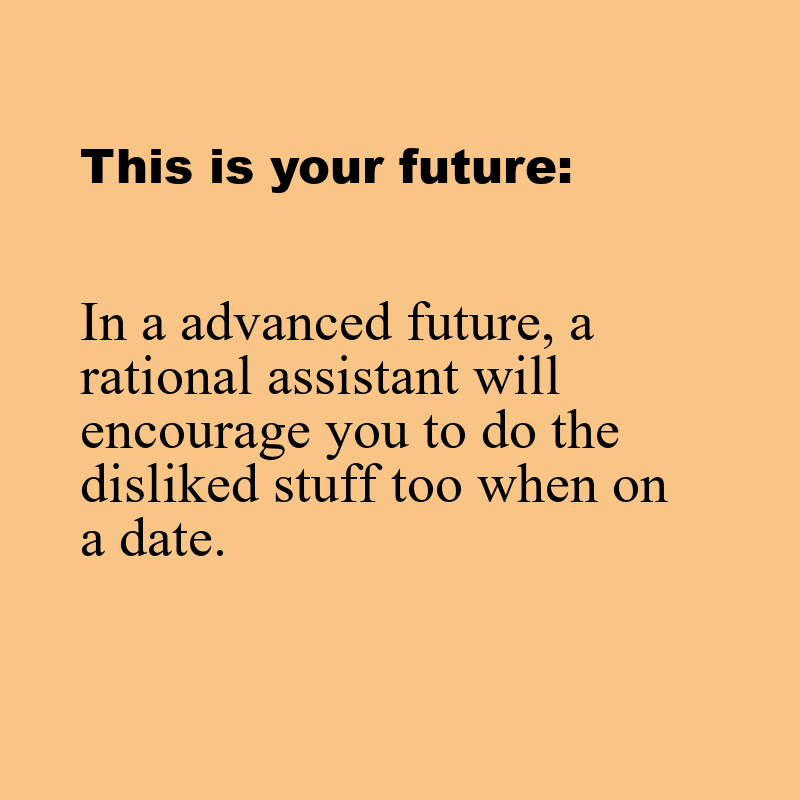 This is your future:
In a advanced future, a
rational assistant will
encourage you to do the
disliked stuff too when on
a date.